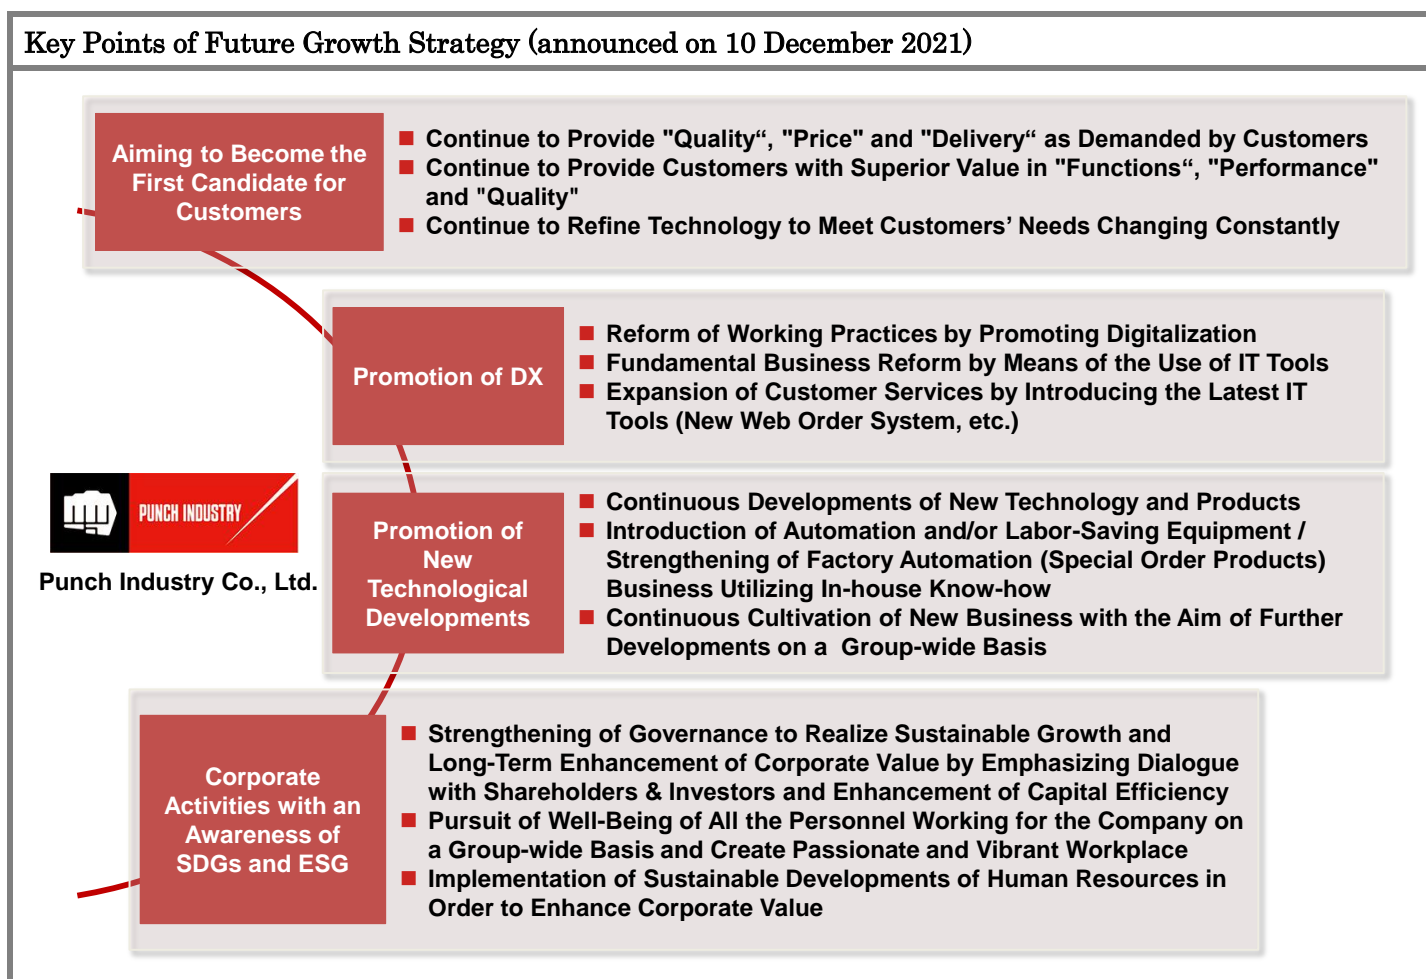 Key Points of Future Growth Strategy (announced on 10 December 2021)
Aiming to Become the
First Candidate for
Customers
■ Continue to Provide "Quality“, "Price" and "Delivery“ as Demanded by Customers
■ Continue to Provide Customers with Superior Value in "Functions“, "Performance"
and "Quality"
■ Continue to Refine Technology to Meet Customers’ Needs Changing Constantly
Promotion of DX
■ Reform of Working Practices by Promoting Digitalization
■ Fundamental Business Reform by Means of the Use of IT Tools
■ Expansion of Customer Services by Introducing the Latest IT
Tools (New Web Order System, etc.)
PUNCH INDUSTRY
Punch Industry Co., Ltd.
Promotion of
New
Technological
Developments
■ Continuous Developments of New Technology and Products
■ Introduction of Automation and/or Labor-Saving Equipment /
Strengthening of Factory Automation (Special Order Products)
Business Utilizing In-house Know-how
■ Continuous Cultivation of New Business with the Aim of Further
Developments on a  Group-wide Basis
Corporate
Activities with an
Awareness of
SDGs and ESG
■ Strengthening of Governance to Realize Sustainable Growth and
Long-Term Enhancement of Corporate Value by Emphasizing Dialogue
with Shareholders & Investors and Enhancement of Capital Efficiency
■ Pursuit of Well-Being of All the Personnel Working for the Company on
a Group-wide Basis and Create Passionate and Vibrant Workplace
■ Implementation of Sustainable Developments of Human Resources in
Order to Enhance Corporate Value